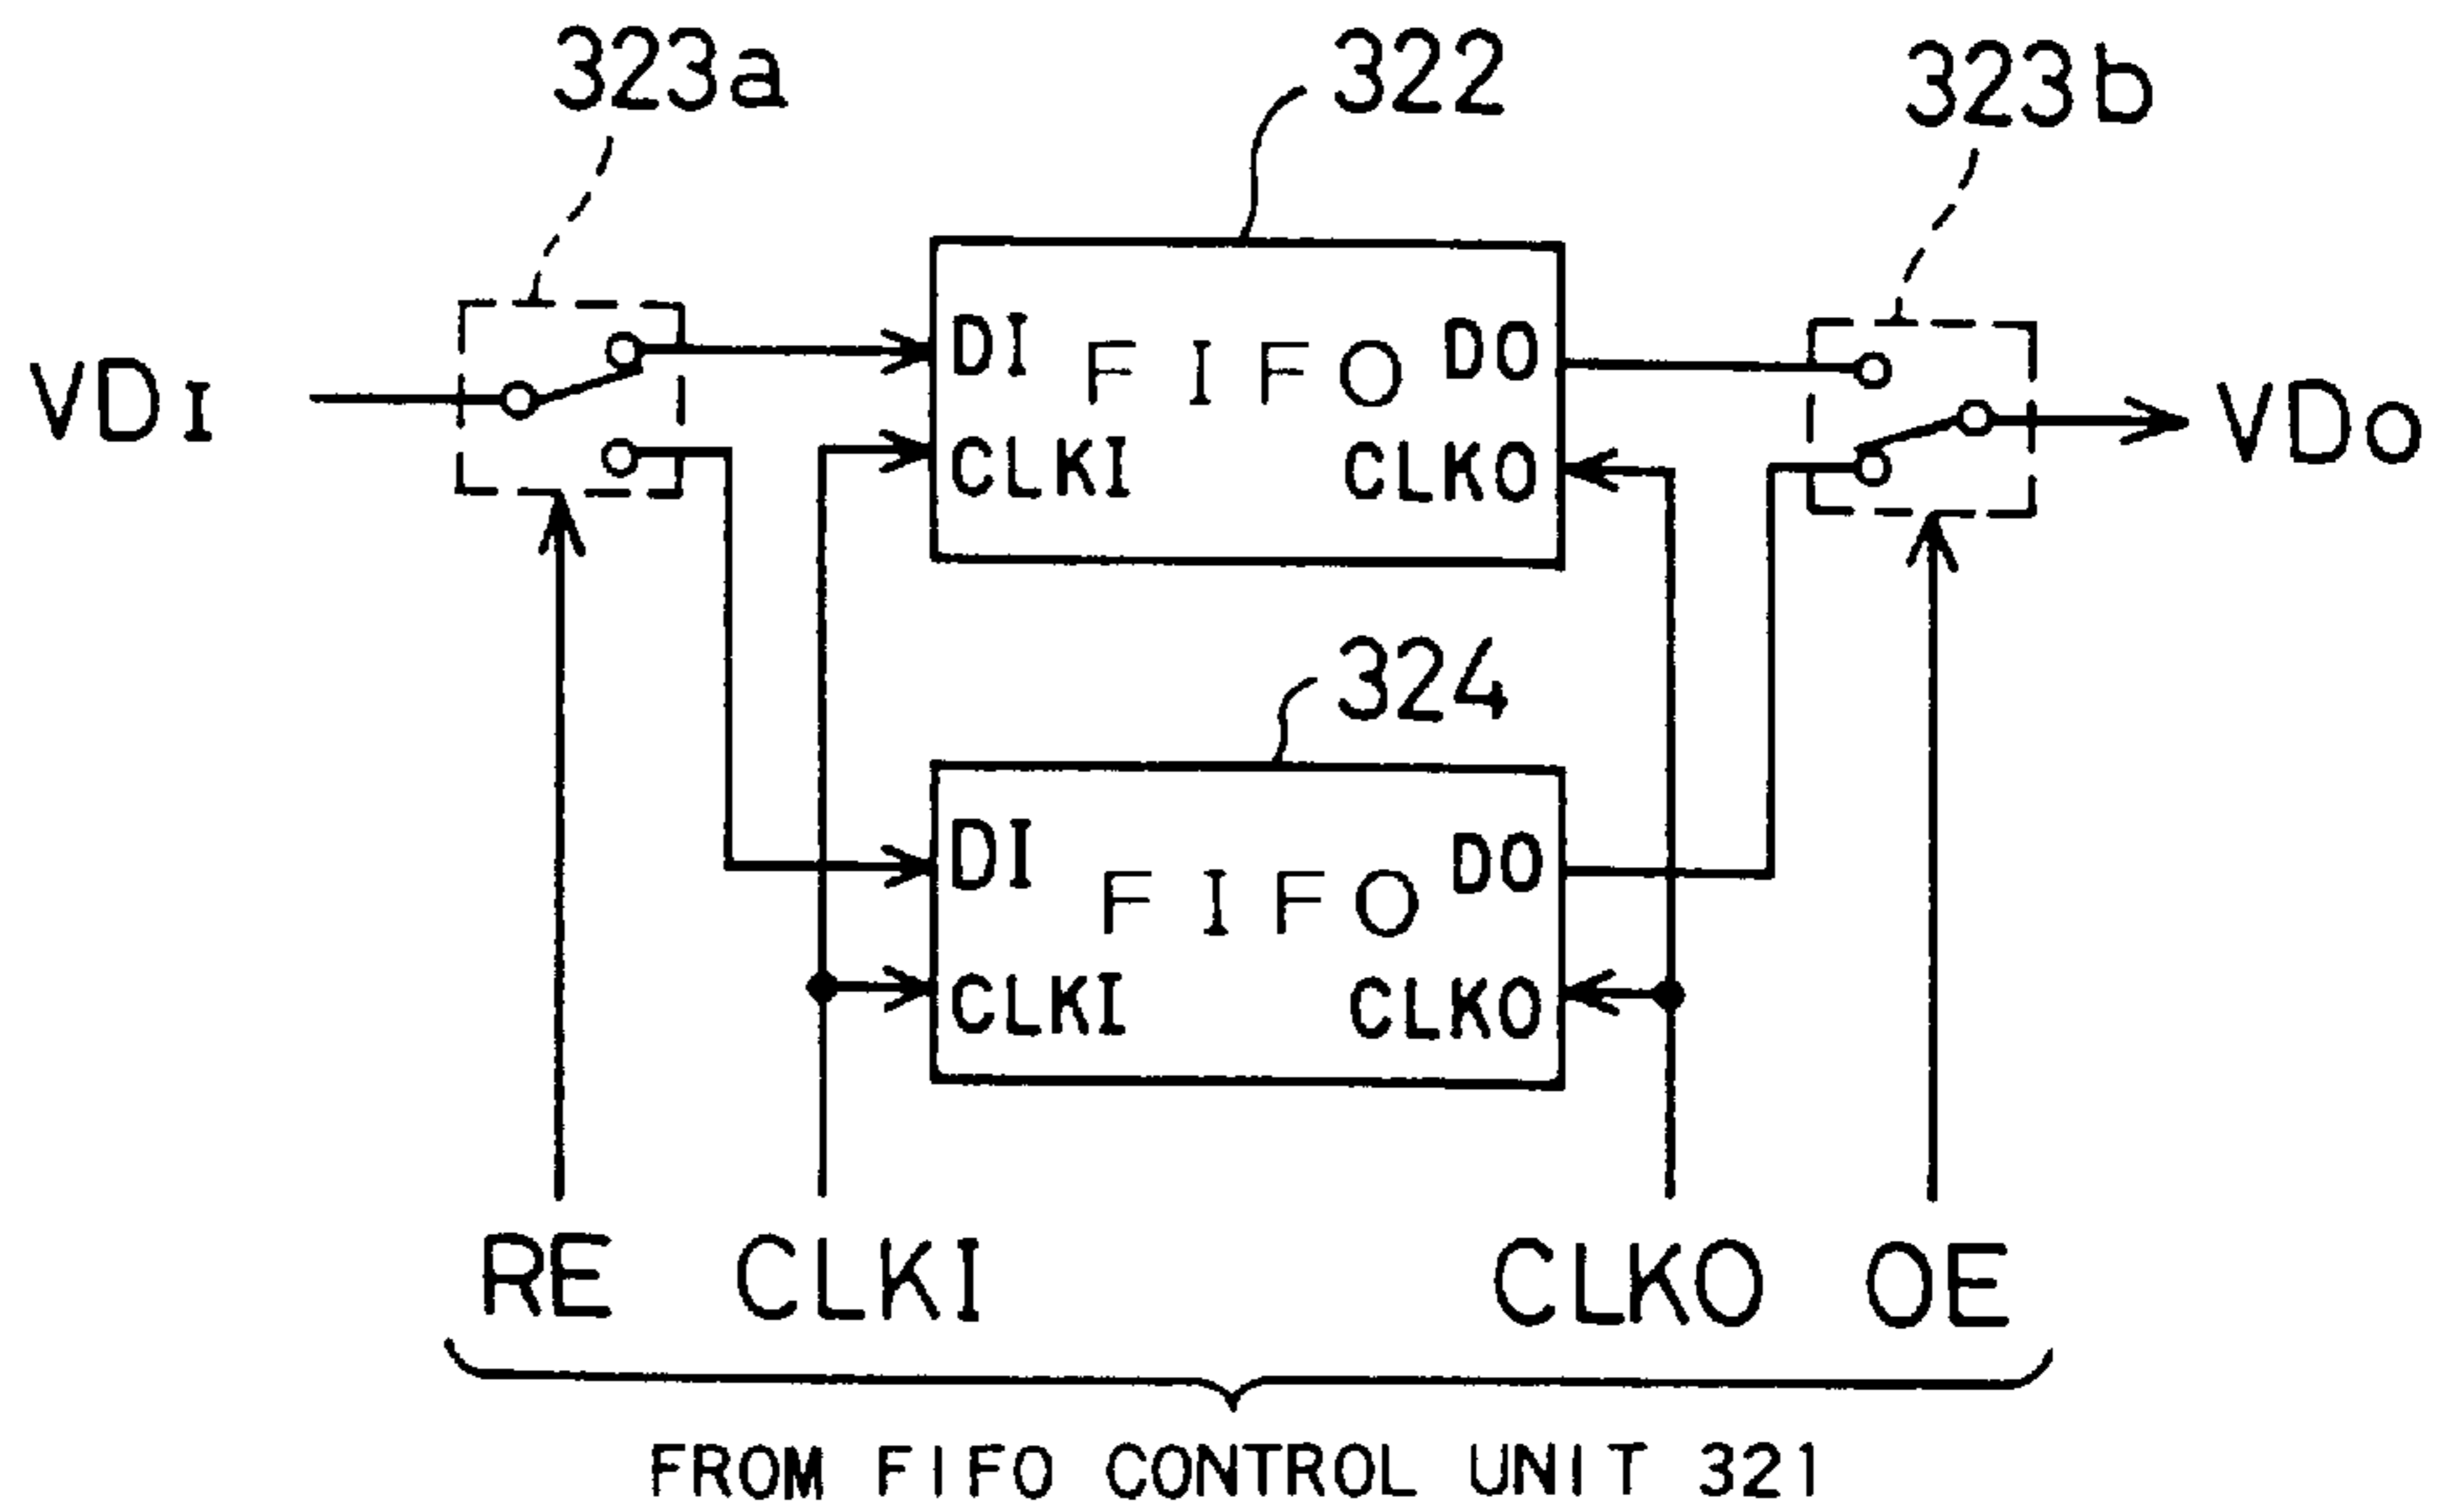 323a
322
323b
VDI
DI
FIFO
DO
CLKI
CLKO
VDO
324
DI
FIFO
DO
CLKI
CLKO
RE
CLKI
CLKO
OE
FROM FIFO CONTROL UNIT 321